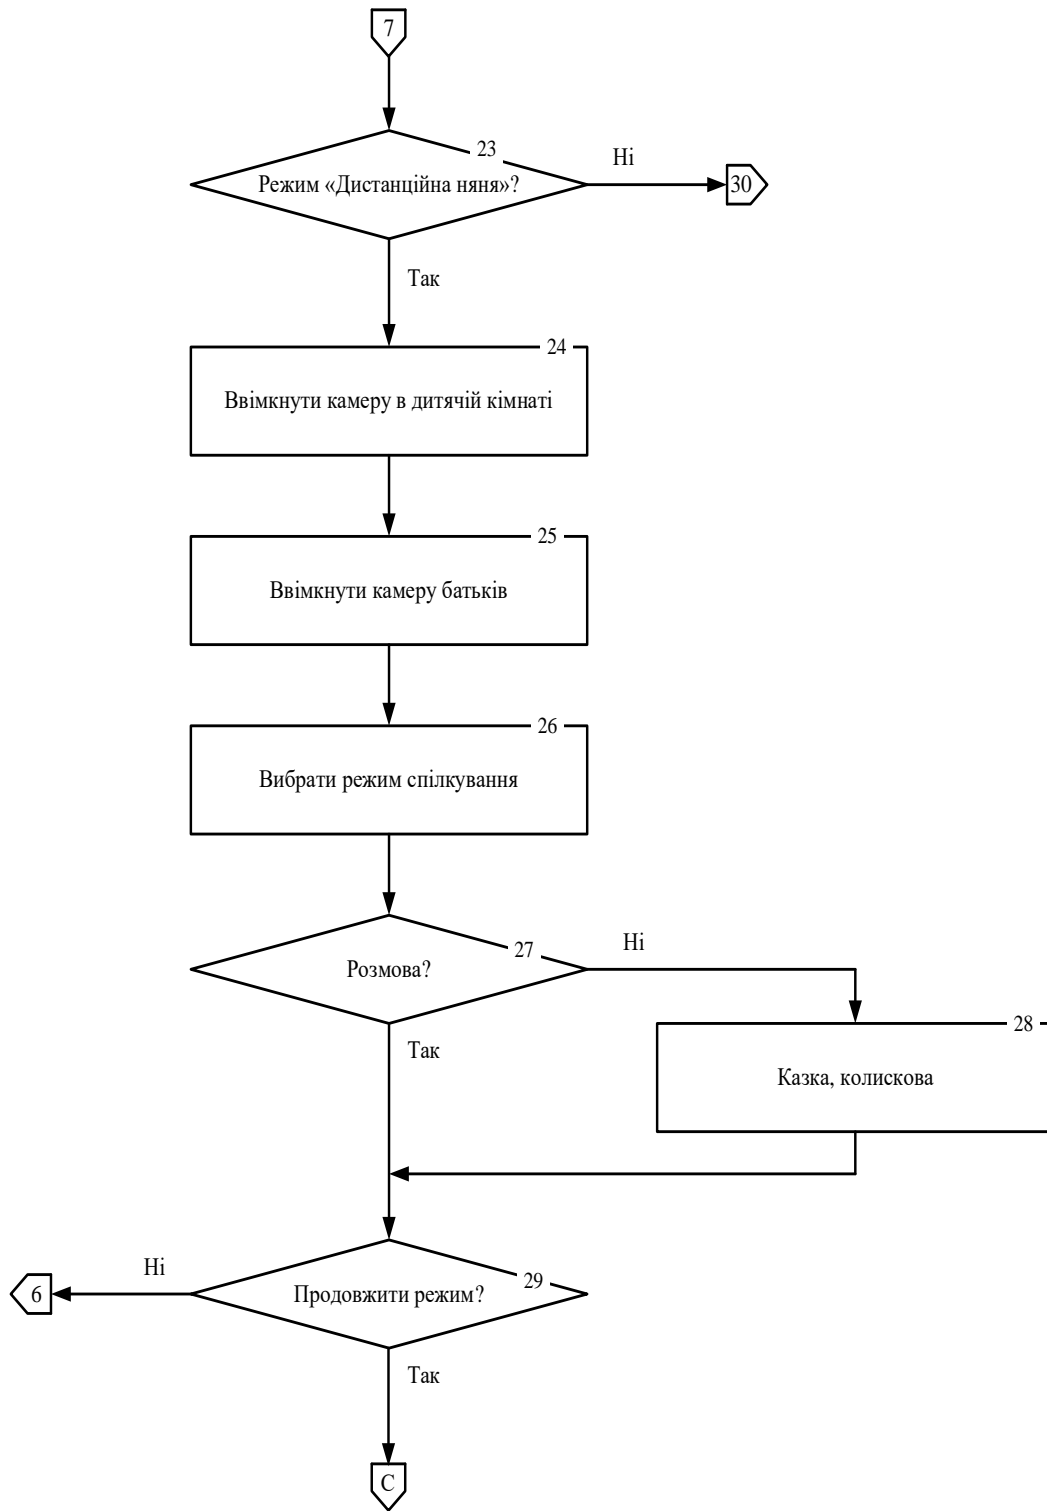 7
23
Ні
Режим «Дистанційна няня»?
30
Так
24
Ввімкнути камеру в дитячій кімнаті
25
Ввімкнути камеру батьків
26
Вибрати режим спілкування
27
Ні
Розмова?
28
Так
Казка, колискова
Ні
29
6
Продовжити режим?
Так
С